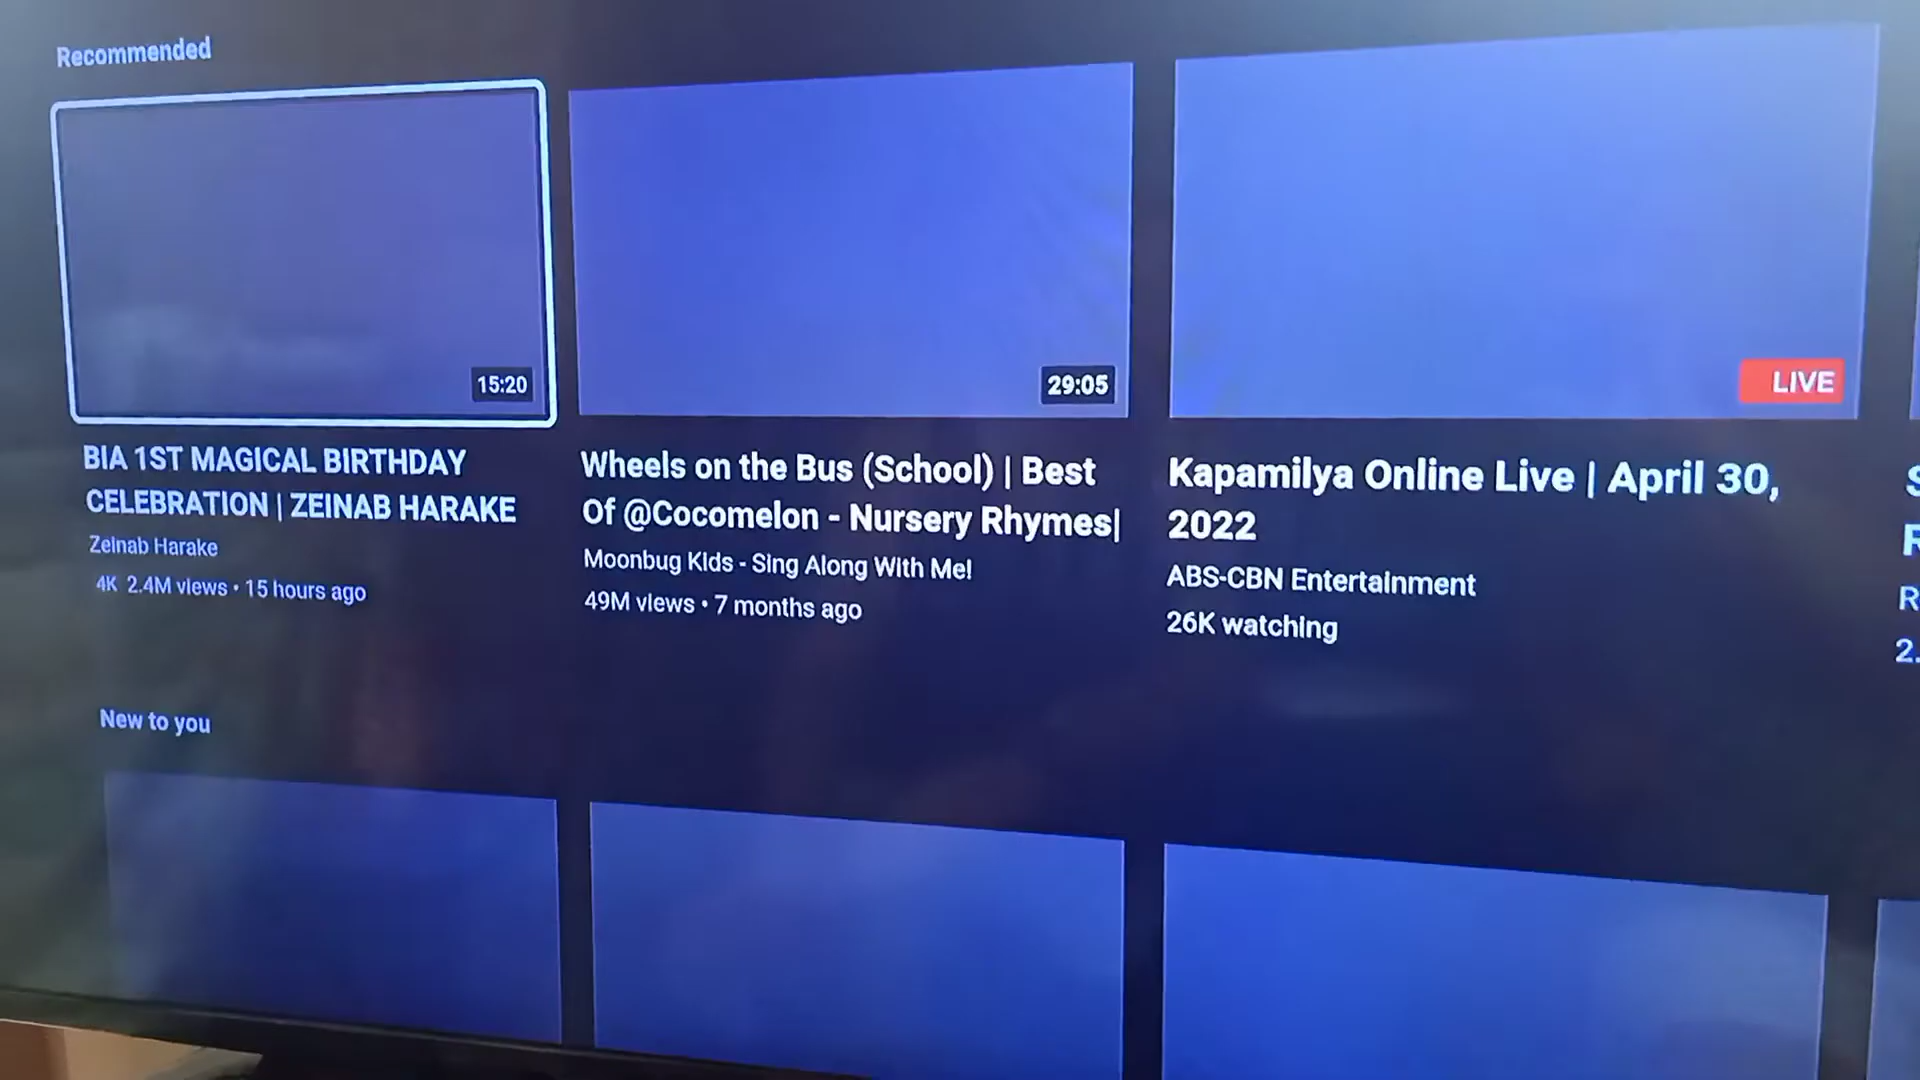 Recommended
15:20
29:05
LIVE
BIA 1ST MAGICAL BIRTHDAY
CELEBRATION | ZEINAB HARAKE
Zeinab Harake
4K 2.4M views • 15 hours ago
Wheels on the Bus (School) | Best
Of @Cocomelon - Nursery Rhymes|
Moonbug Kids - Sing Along With Me!
49M views • 7 months ago
Kapamilya Online Live | April 30,
2022
ABS-CBN Entertainment
26K watching
New to you